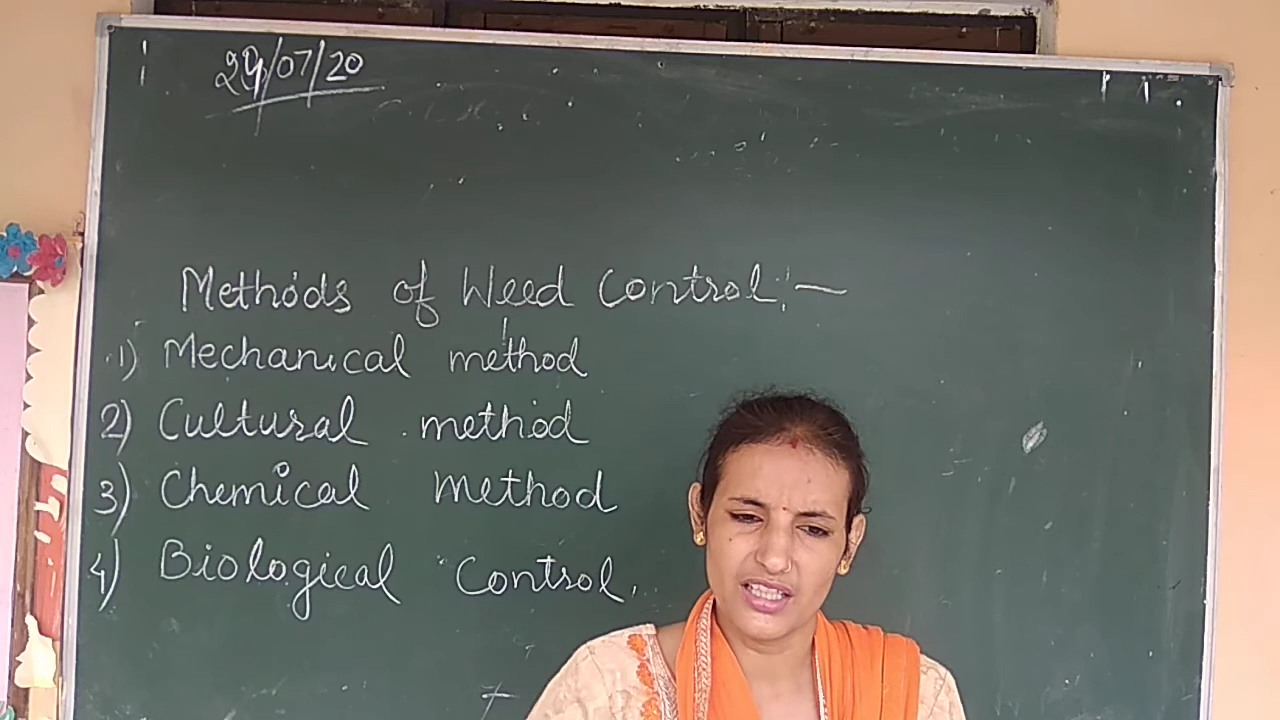 29/07/20
Methods of Weed Control:-
1) Mechanical method
2) Cultural method
3) Chemical method
4) Biological Control.